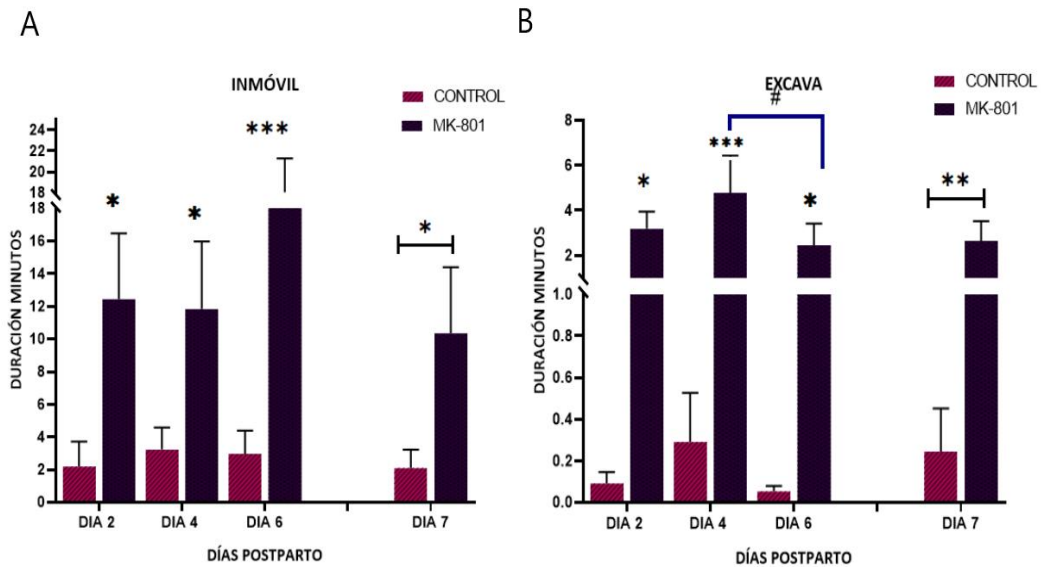 A
INMÓVIL
CONTROL
MK-801
DURACIÓN MINUTOS
24
22
20
18
18
16
14
12
10
8
6
4
2
0
*
*
***
*
DIA 2
DIA 4
DIA 6
DIA 7
DÍAS POSTPARTO
B
EXCAVA
#
CONTROL
MK-801
DURACIÓN MINUTOS
8
6
4
2
1.0
0.8
0.6
0.4
0.2
0.0
*
***
*
**
DIA 2
DIA 4
DIA 6
DIA 7
DÍAS POSTPARTO